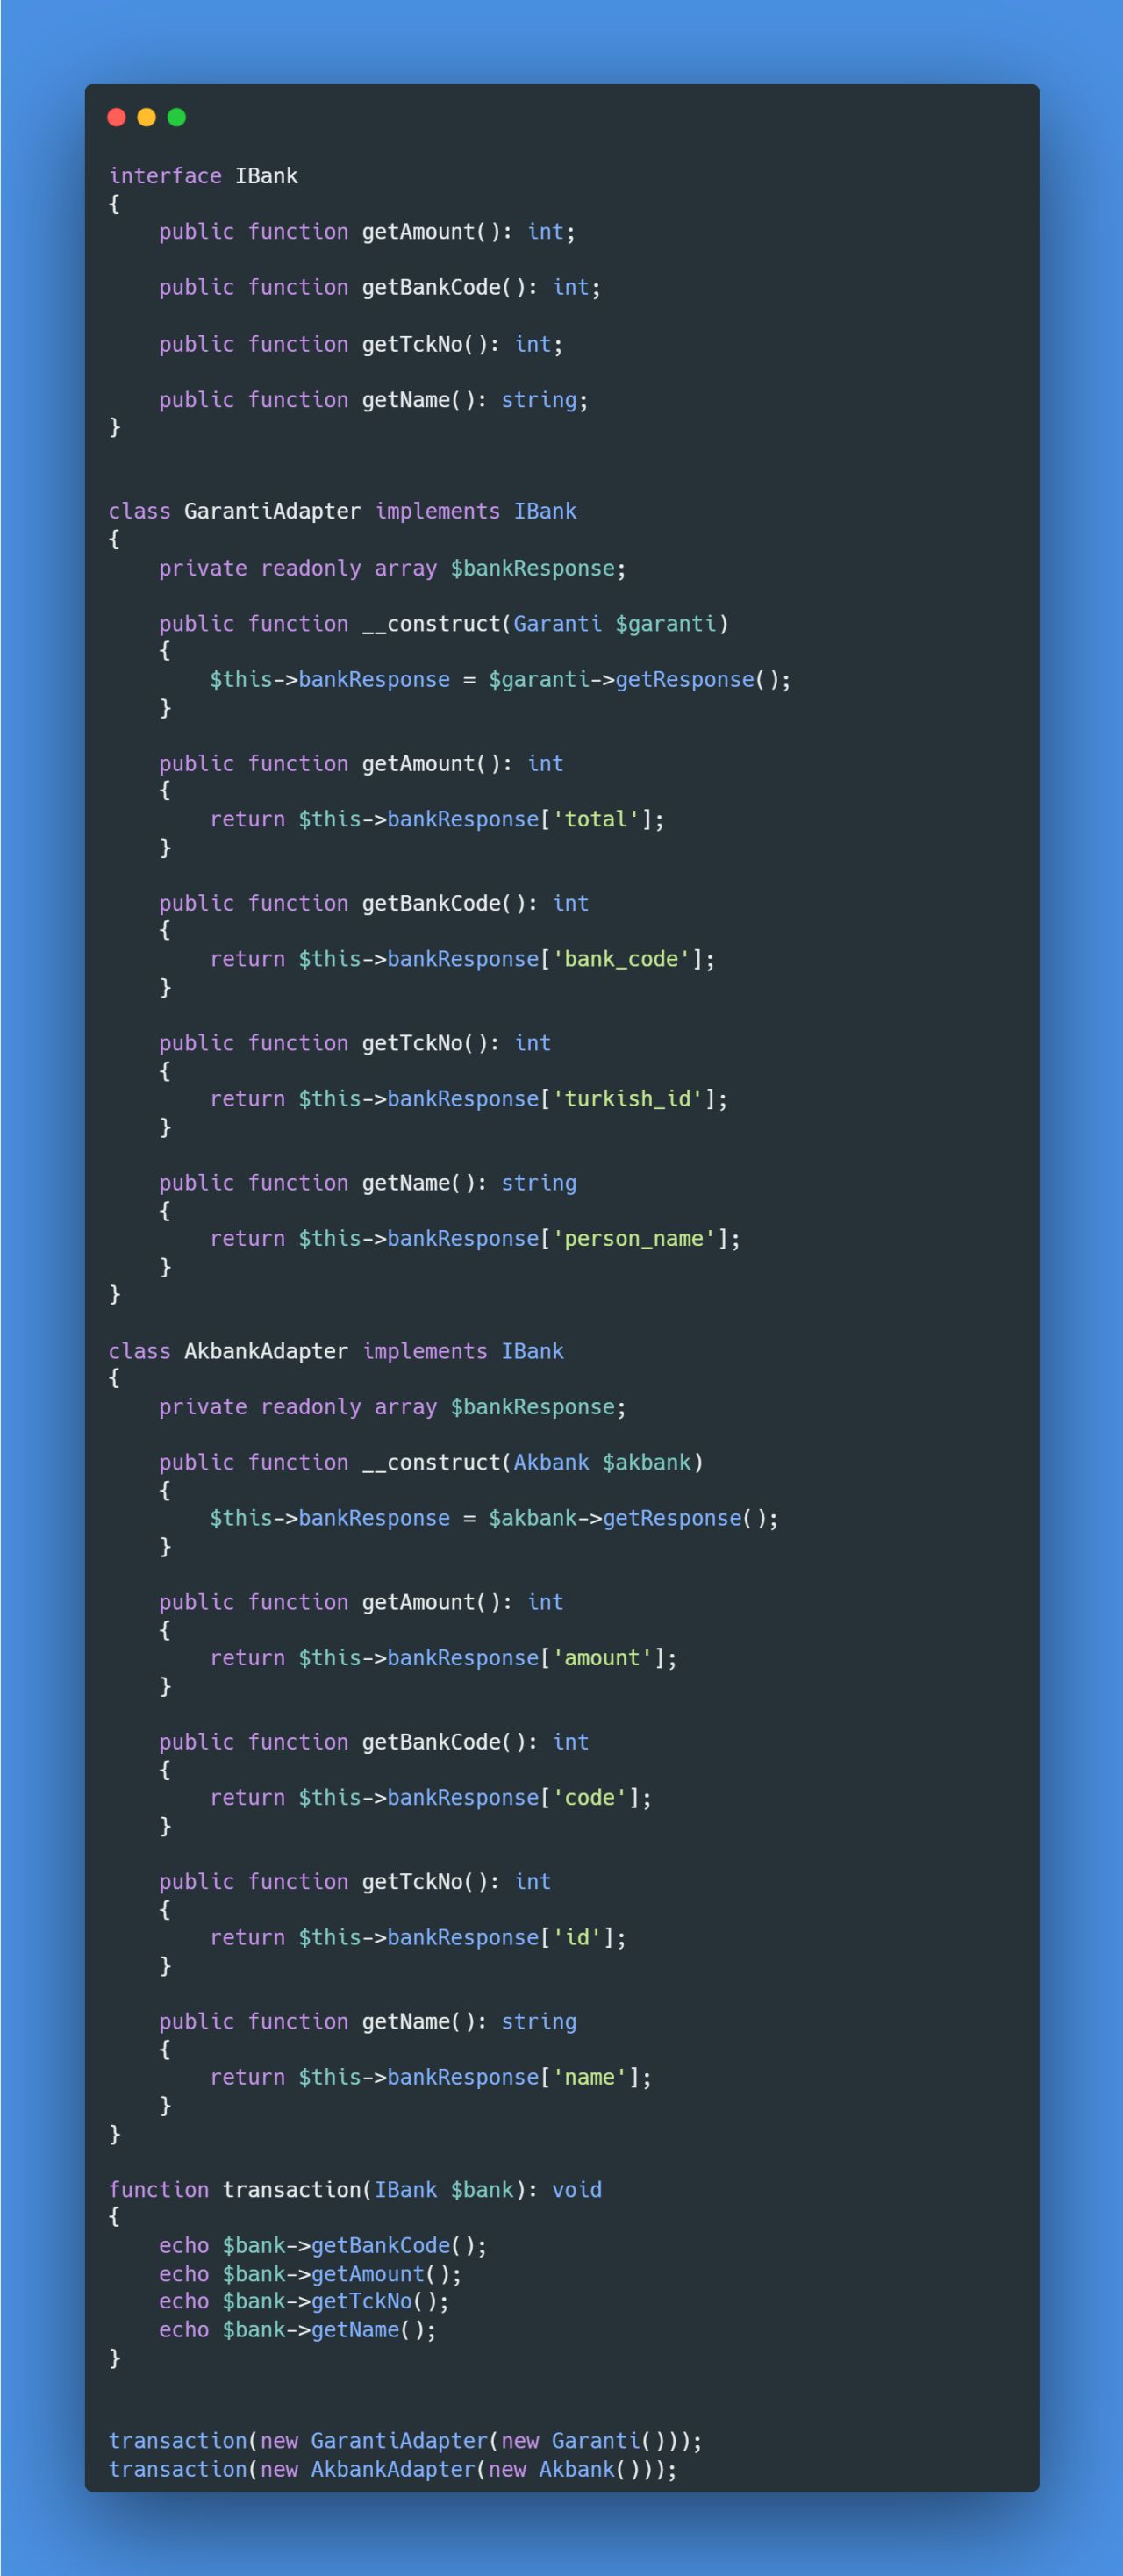 interface IBank
{
    public function getAmount(): int;

    public function getBankCode(): int;

    public function getTckNo(): int;

    public function getName(): string;
}


class GarantiAdapter implements IBank
{
    private readonly array $bankResponse;

    public function __construct(Garanti $garanti)
    {
        $this->bankResponse = $garanti->getResponse();
    }

    public function getAmount(): int
    {
        return $this->bankResponse['total'];
    }

    public function getBankCode(): int
    {
        return $this->bankResponse['bank_code'];
    }

    public function getTckNo(): int
    {
        return $this->bankResponse['turkish_id'];
    }

    public function getName(): string
    {
        return $this->bankResponse['person_name'];
    }
}

class AkbankAdapter implements IBank
{
    private readonly array $bankResponse;

    public function __construct(Akbank $akbank)
    {
        $this->bankResponse = $akbank->getResponse();
    }

    public function getAmount(): int
    {
        return $this->bankResponse['amount'];
    }

    public function getBankCode(): int
    {
        return $this->bankResponse['code'];
    }

    public function getTckNo(): int
    {
        return $this->bankResponse['id'];
    }

    public function getName(): string
    {
        return $this->bankResponse['name'];
    }
}

function transaction(IBank $bank): void
{
    echo $bank->getBankCode();
    echo $bank->getAmount();
    echo $bank->getTckNo();
    echo $bank->getName();
}


transaction(new GarantiAdapter(new Garanti()));
transaction(new AkbankAdapter(new Akbank()));